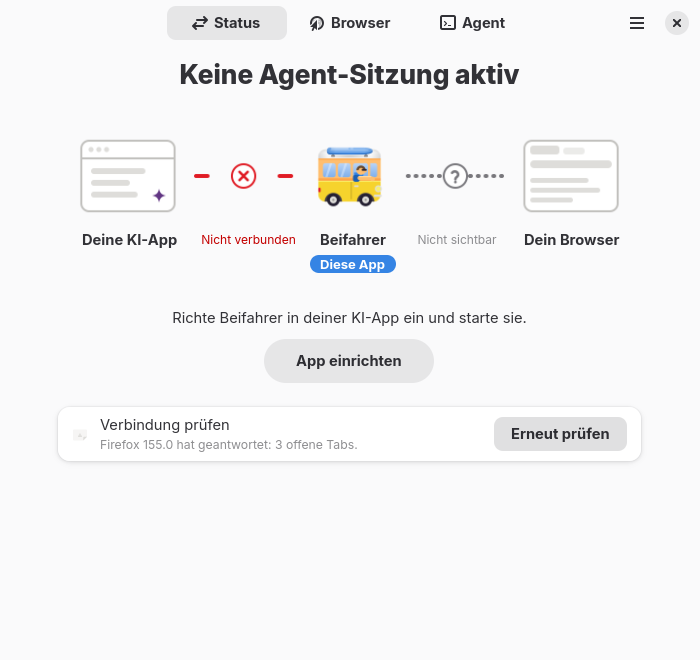 Status
Browser
Agent
Keine Agent-Sitzung aktiv
Deine KI-App
Nicht verbunden
Beifahrer
Nicht sichtbar
Dein Browser
Diese App
Richte Beifahrer in deiner KI-App ein und starte sie.
App einrichten
Verbindung prüfen
Firefox 155.0 hat geantwortet: 3 offene Tabs.
Erneut prüfen